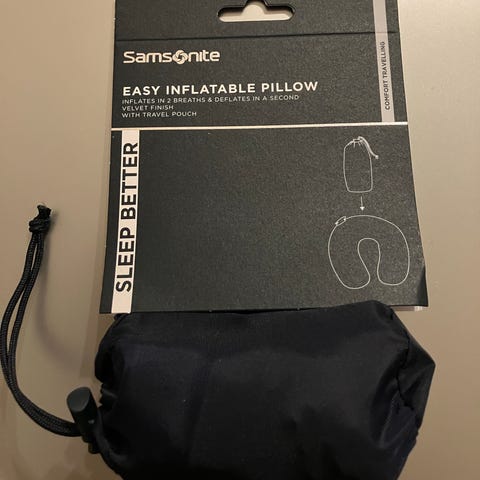 Samsonite
EASY INFLATABLE PILLOW
INFLATES IN 2 BREATHS & DEFLATES IN A SECOND
VELVET FINISH
WITH TRAVEL POUCH
COMFORT TRAVELLING
SLEEP BETTER